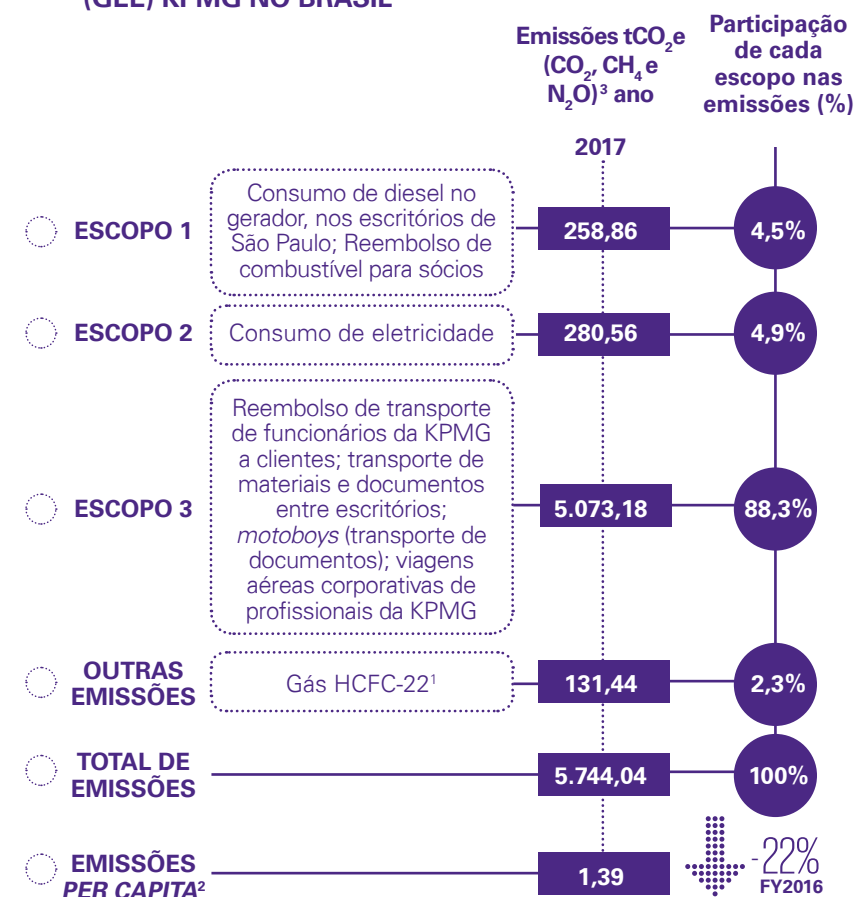 (GEE) KPMG NO BRASIL
Emissões tCO₂e
(CO₂, CH₄ e
N₂O)³ ano
2017
Participação
de cada
escopo nas
emissões (%)
ESCOPO 1
Consumo de diesel no
gerador, nos escritórios de
São Paulo; Reembolso de
combustível para sócios
258,86
4,5%
ESCOPO 2
Consumo de eletricidade
280,56
4,9%
ESCOPO 3
Reembolso de transporte
de funcionários da KPMG
a clientes; transporte de
materiais e documentos
entre escritórios;
motoboys (transporte de
documentos); viagens
aéreas corporativas de
profissionais da KPMG
5.073,18
88,3%
OUTRAS
EMISSÕES
Gás HCFC-22¹
131,44
2,3%
TOTAL DE
EMISSÕES
5.744,04
100%
EMISSÕES
PER CAPITA²
1,39
-22%
FY2016